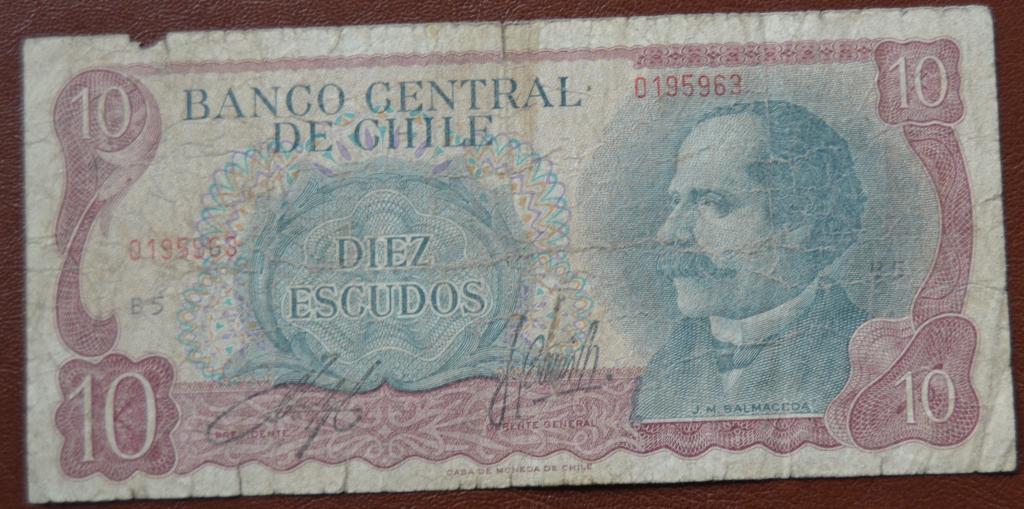 10
BANCO CENTRAL
DE CHILE
0195963
10
0195963
DIEZ
ESCUDOS
B 5
10
PRESIDENTE
GERENTE GENERAL
J. M. BALMACEDA
10
CASA DE MONEDA DE CHILE